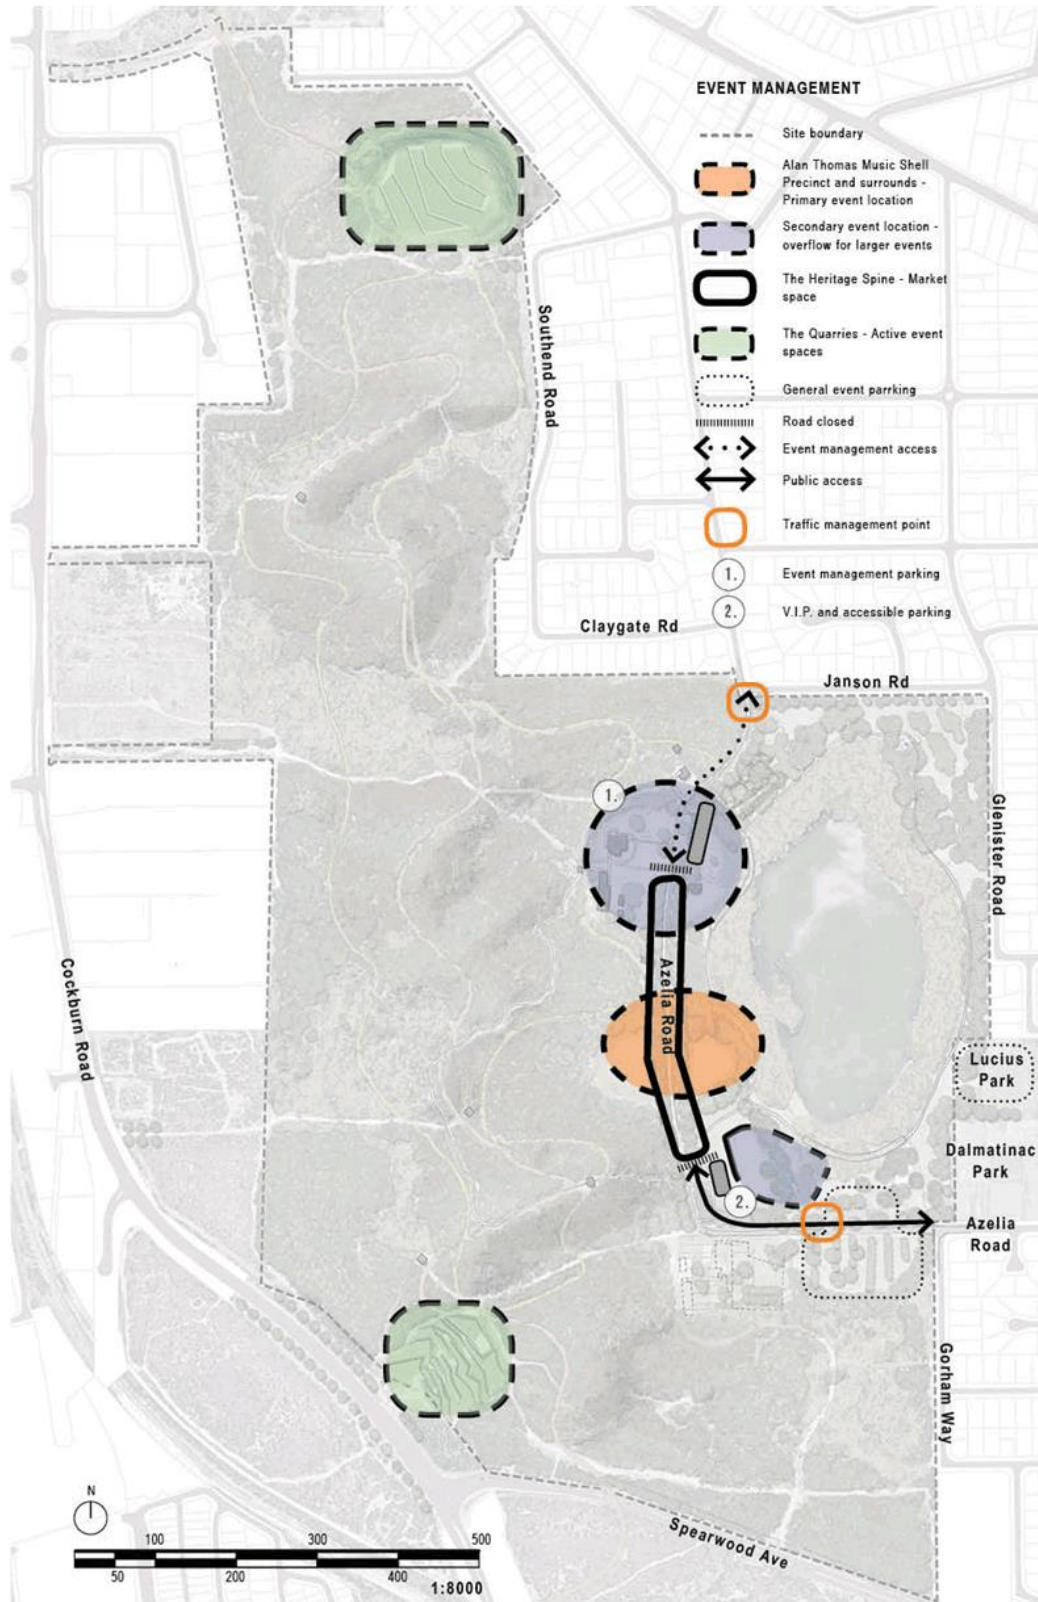 EVENT MANAGEMENT
Site boundary
Alan Thomas Music Shell
Precinct and surrounds -
Primary event location
Secondary event location -
overflow for larger events
The Heritage Spine - Market
space
The Quarries - Active event
spaces
General event parrking
Road closed
Event management access
Public access
Traffic management point
1.
Event management parking
2.
V.I.P. and accessible parking
Southend Road
Claygate Rd
Janson Rd
1.
Glenister Road
Azelia Road
Cockburn Road
Lucius
Park
Dalmatinac
Park
2.
Azelia
Road
Gorham Way
Spearwood Ave
N
100
300
500
50
200
400
1:8000